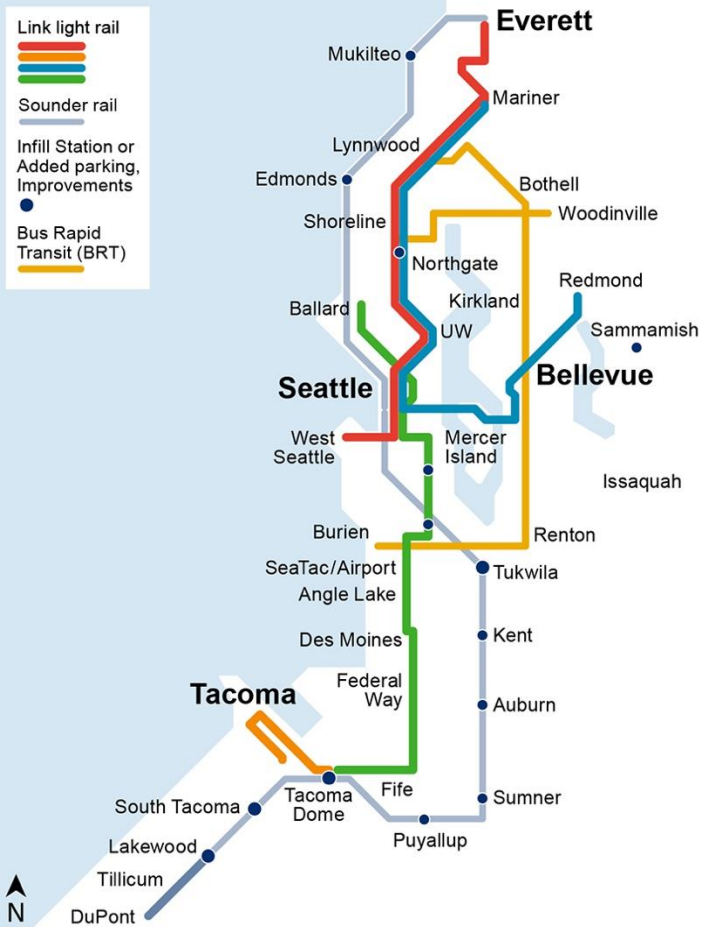 Link light rail
Sounder rail
Infill Station or
Added parking,
Improvements
Bus Rapid
Transit (BRT)
Everett
Mukilteo
Mariner
Lynnwood
Edmonds
Bothell
Shoreline
Woodinville
Northgate
Redmond
Ballard
Kirkland
UW
Sammamish
Seattle
Bellevue
West
Seattle
Mercer
Island
Issaquah
Burien
Renton
SeaTac/Airport
Tukwila
Angle Lake
Des Moines
Kent
Federal
Way
Tacoma
Auburn
Fife
Tacoma
Dome
Sumner
South Tacoma
Puyallup
Lakewood
Tillicum
DuPont
N